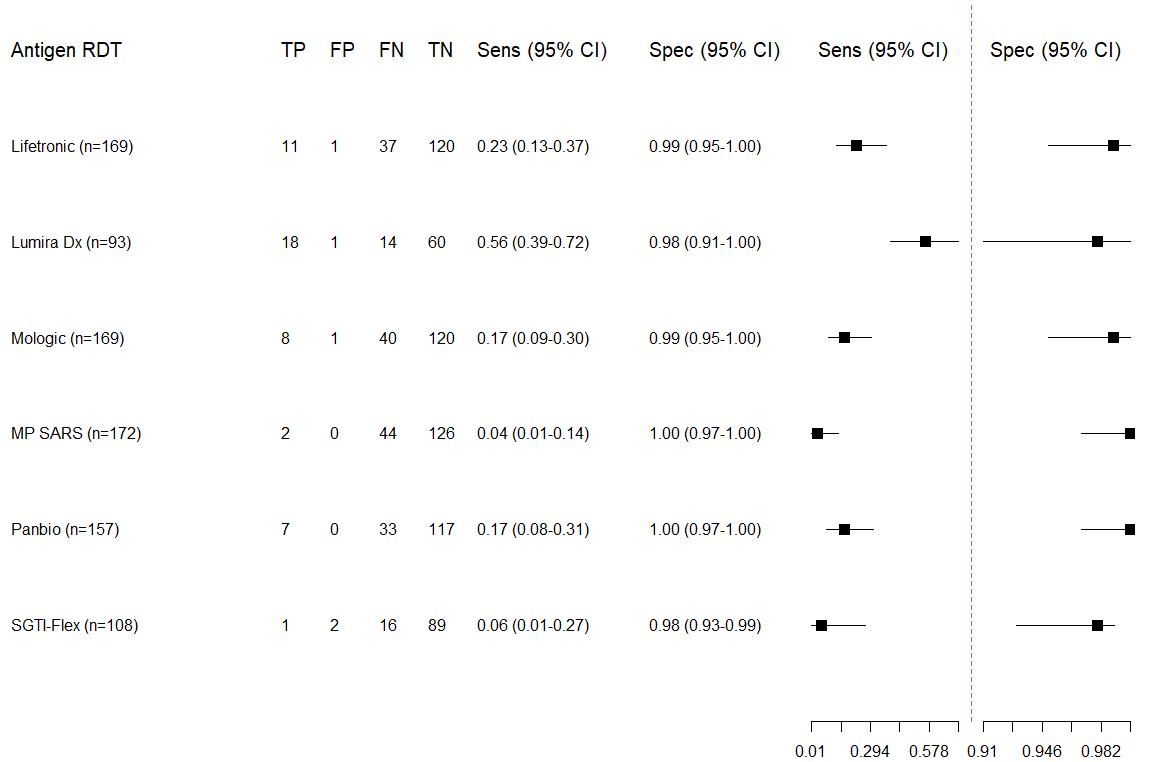 Antigen RDT TP FP FN TN Sens (95% CI) Spec (95% CI) Sens (95% CI) Spec (95% CI)
Lifetronic (n=169) 11 1 37 120 0.23 (0.13-0.37) 0.99 (0.95-1.00)
Lumira Dx (n=93) 18 1 14 60 0.56 (0.39-0.72) 0.98 (0.91-1.00)
Mologic (n=169) 8 1 40 120 0.17 (0.09-0.30) 0.99 (0.95-1.00)
MP SARS (n=172) 2 0 44 126 0.04 (0.01-0.14) 1.00 (0.97-1.00)
Panbio (n=157) 7 0 33 117 0.17 (0.08-0.31) 1.00 (0.97-1.00)
SGTI-Flex (n=108) 1 2 16 89 0.06 (0.01-0.27) 0.98 (0.93-0.99)
0.01 0.294 0.578 0.91 0.946 0.982